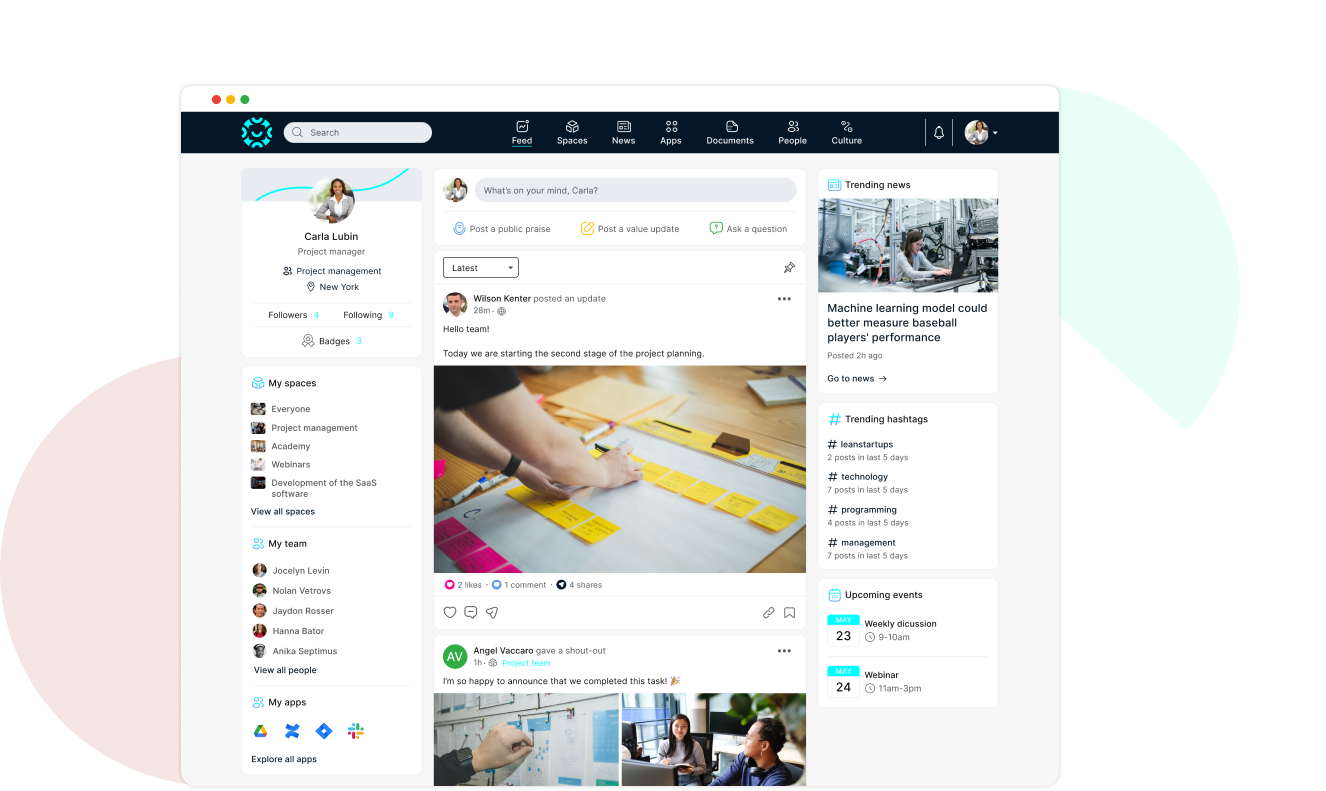 Search
Feed
Spaces
News
Apps
Documents
People
Culture
Carla Lubin
Project manager
Project management
New York
Followers 4
Following 9
Badges 3
My spaces
Everyone
Project management
Academy
Webinars
Development of the SaaS
software
View all spaces
My team
Jocelyn Levin
Nolan Vetrovs
Jaydon Rosser
Hanna Bator
Anika Septimus
View all people
My apps
Explore all apps
What's on your mind, Carla?
Post a public praise
Post a value update
Ask a question
Latest
Wilson Kenter posted an update
28m ·
Hello team!
Today we are starting the second stage of the project planning.
2 likes · 1 comment · 4 shares
AV
Angel Vaccaro gave a shout-out
1h · Project team
I'm so happy to announce that we completed this task! 🎉
Trending news
Machine learning model could
better measure baseball
players' performance
Posted 2h ago
Go to news →
Trending hashtags
# leanstartups
2 posts in last 5 days
# technology
7 posts in last 5 days
# programming
4 posts in last 5 days
# management
7 posts in last 5 days
Upcoming events
MAY
23
Weekly dicussion
9-10am
MAY
24
Webinar
11am-3pm